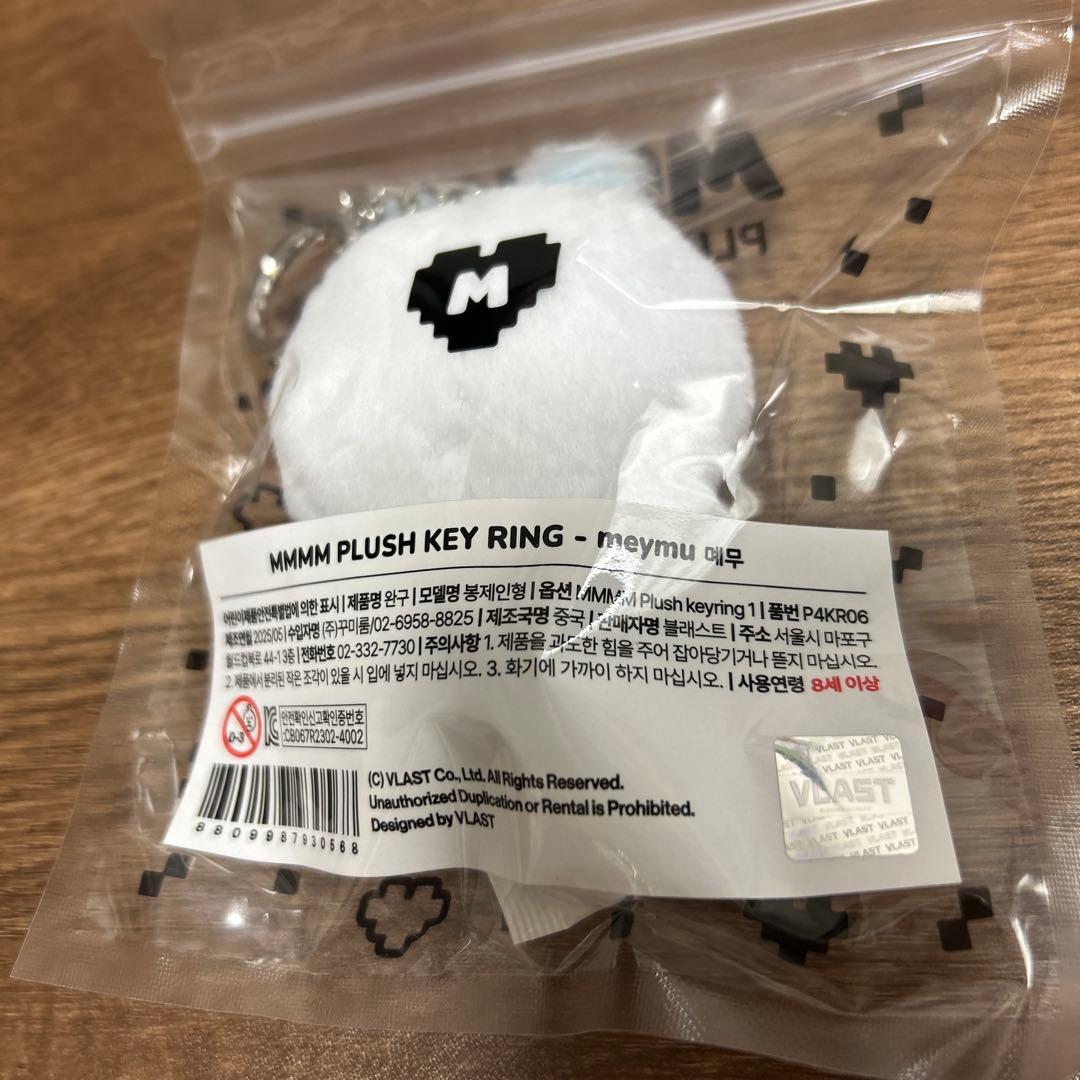 M
MMMM PLUSH KEY RING - meymu 메무
어린이제품안전특별법에 의한 표시 | 제품명 완구 | 모델명 봉제인형 | 옵션 MMMM Plush keyring 1 | 품번 P4KR06
제조연월 2025/05 | 수입자명 (주)꾸미룸/02-6958-8825 | 제조국명 중국 | 판매자명 블래스트 | 주소 서울시 마포구
월드컵북로 44-1 3층 | 전화번호 02-332-7730 | 주의사항 1. 제품을 과도한 힘을 주어 잡아당기거나 뜯지 마십시오.
2. 제품에서 분리된 작은 조각이 있을 시 입에 넣지 마십시오. 3. 화기에 가까이 하지 마십시오. | 사용연령 8세 이상
0-3
안전확인신고확인증번호
:CB067R2302-4002
8809987930568
(C) VLAST Co., Ltd. All Rights Reserved.
Unauthorized Duplication or Rental is Prohibited.
Designed by VLAST
VLAST